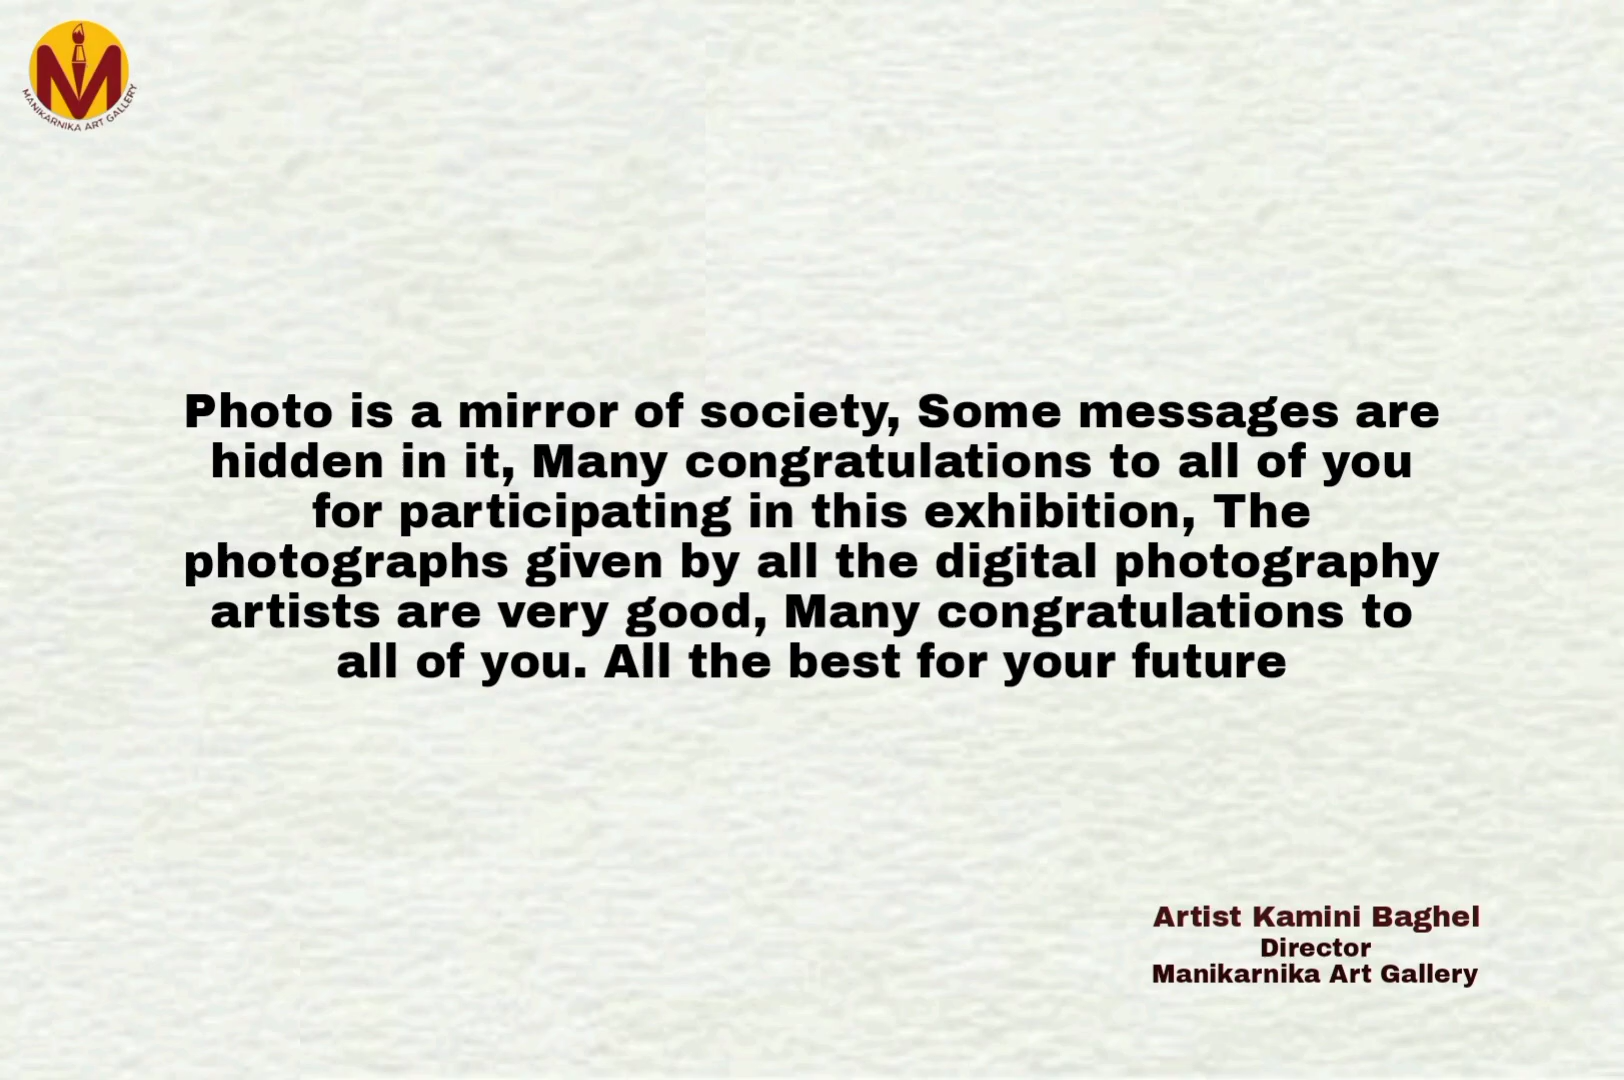 M
MANIKARNIKA ART GALLERY
Photo is a mirror of society, Some messages are
hidden in it, Many congratulations to all of you
for participating in this exhibition, The
photographs given by all the digital photography
artists are very good, Many congratulations to
all of you. All the best for your future
Artist Kamini Baghel
Director
Manikarnika Art Gallery